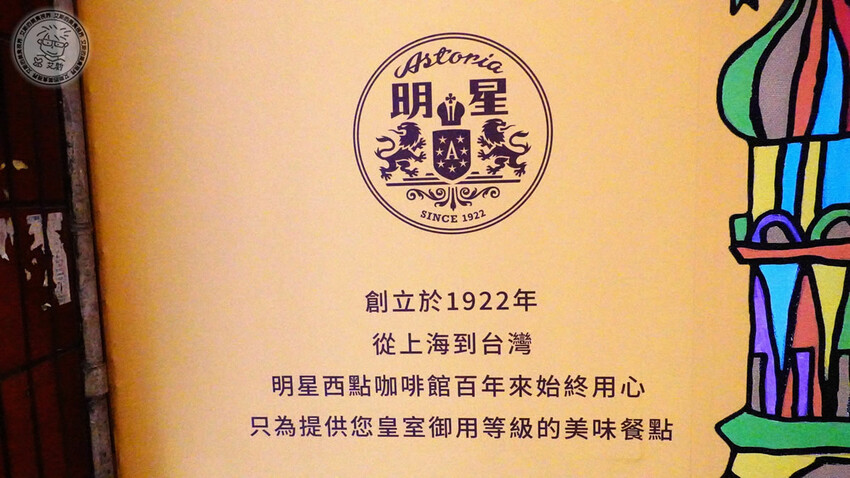 Astoria
明星
A
SINCE 1922
創立於1922年
從上海到台灣
明星西點咖啡館百年來始終用心
只為提供您皇室御用等級的美味餐點